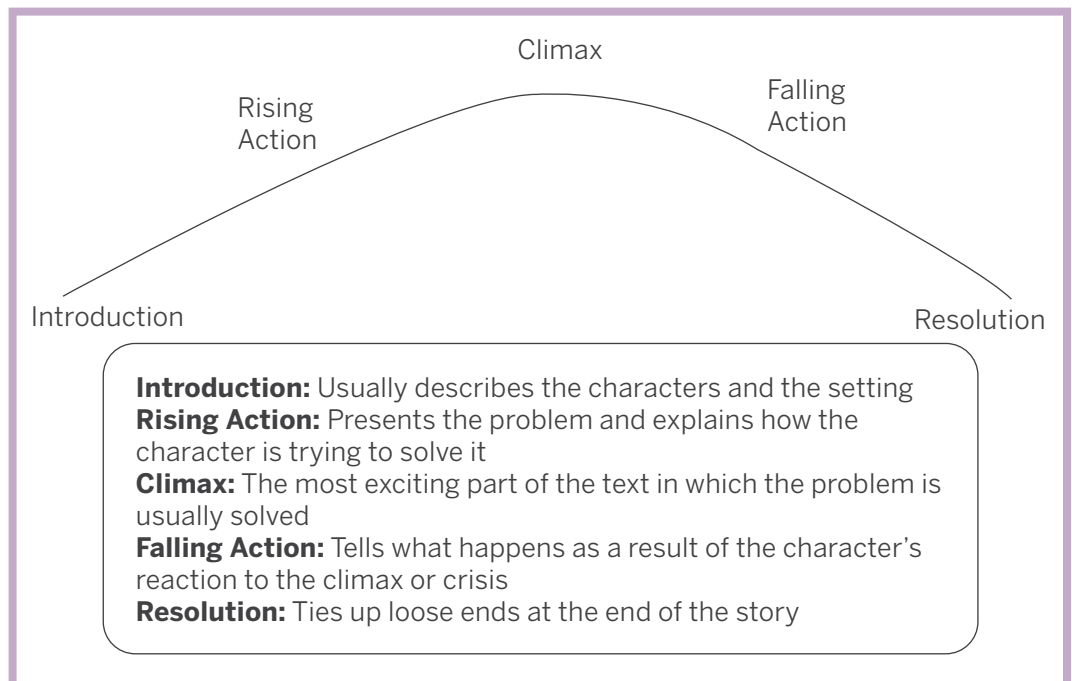 Climax
Rising
Action
Falling
Action
Introduction
Resolution
Introduction: Usually describes the characters and the setting
Rising Action: Presents the problem and explains how the
character is trying to solve it
Climax: The most exciting part of the text in which the problem is
usually solved
Falling Action: Tells what happens as a result of the character’s
reaction to the climax or crisis
Resolution: Ties up loose ends at the end of the story